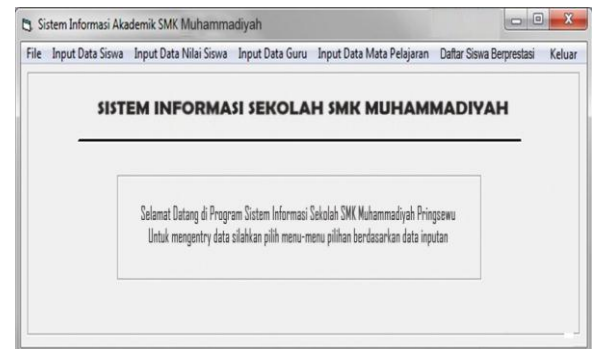 Sistem Informasi Akademik SMK Muhammadiyah
File Input Data Siswa Input Data Nilai Siswa Input Data Guru Input Data Mata Pelajaran Daftar Siswa Berprestasi Keluar
SISTEM INFORMASI SEKOLAH SMK MUHAMMADIYAH
Selamat Datang di Program Sistem Informasi Sekolah SMK Muhammadiyah Pringsewu
Untuk mengentry data silahkan pilih menu-menu pilihan berdasarkan data inputan